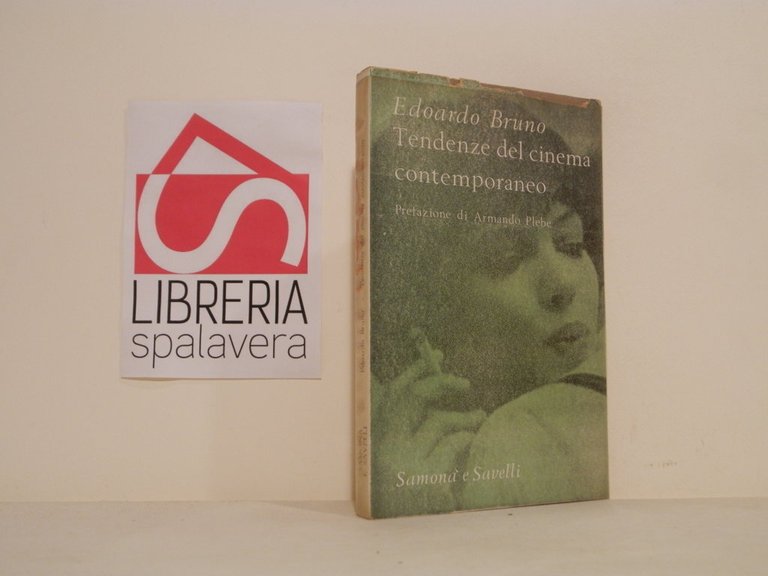 LIBRERIA
spalavera
Edoardo Bruno
Tendenze del cinema
contemporaneo
Prefazione di Armando Plebe
Samonà e Savelli